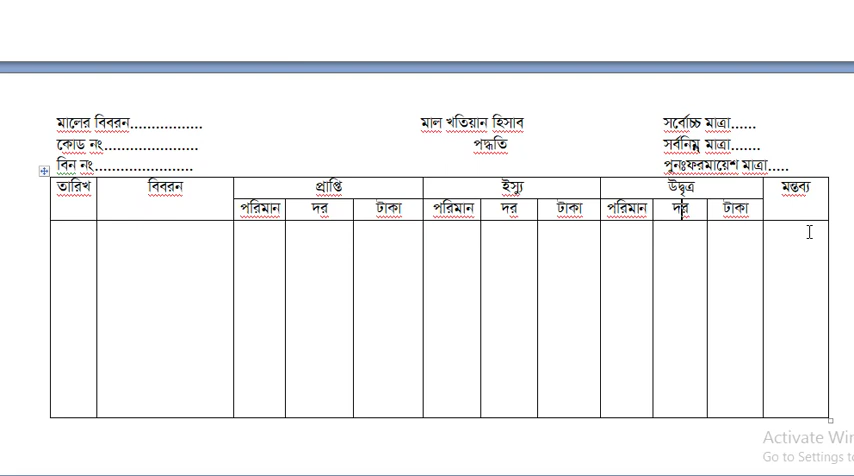 মালের বিবরন................. মাল খতিয়ান হিসাব সর্বোচ্চ মাত্রা......
কোড নং...................... পদ্ধতি সর্বনিম্ন মাত্রা.......
বিন নং....................... পুনঃফরমায়েশ মাত্রা.....
তারিখ বিবরন প্রাপ্তি ইস্যু উদ্বৃত্ত মন্তব্য
পরিমান দর টাকা পরিমান দর টাকা পরিমান দর টাকা
Activate Win
Go to Settings to